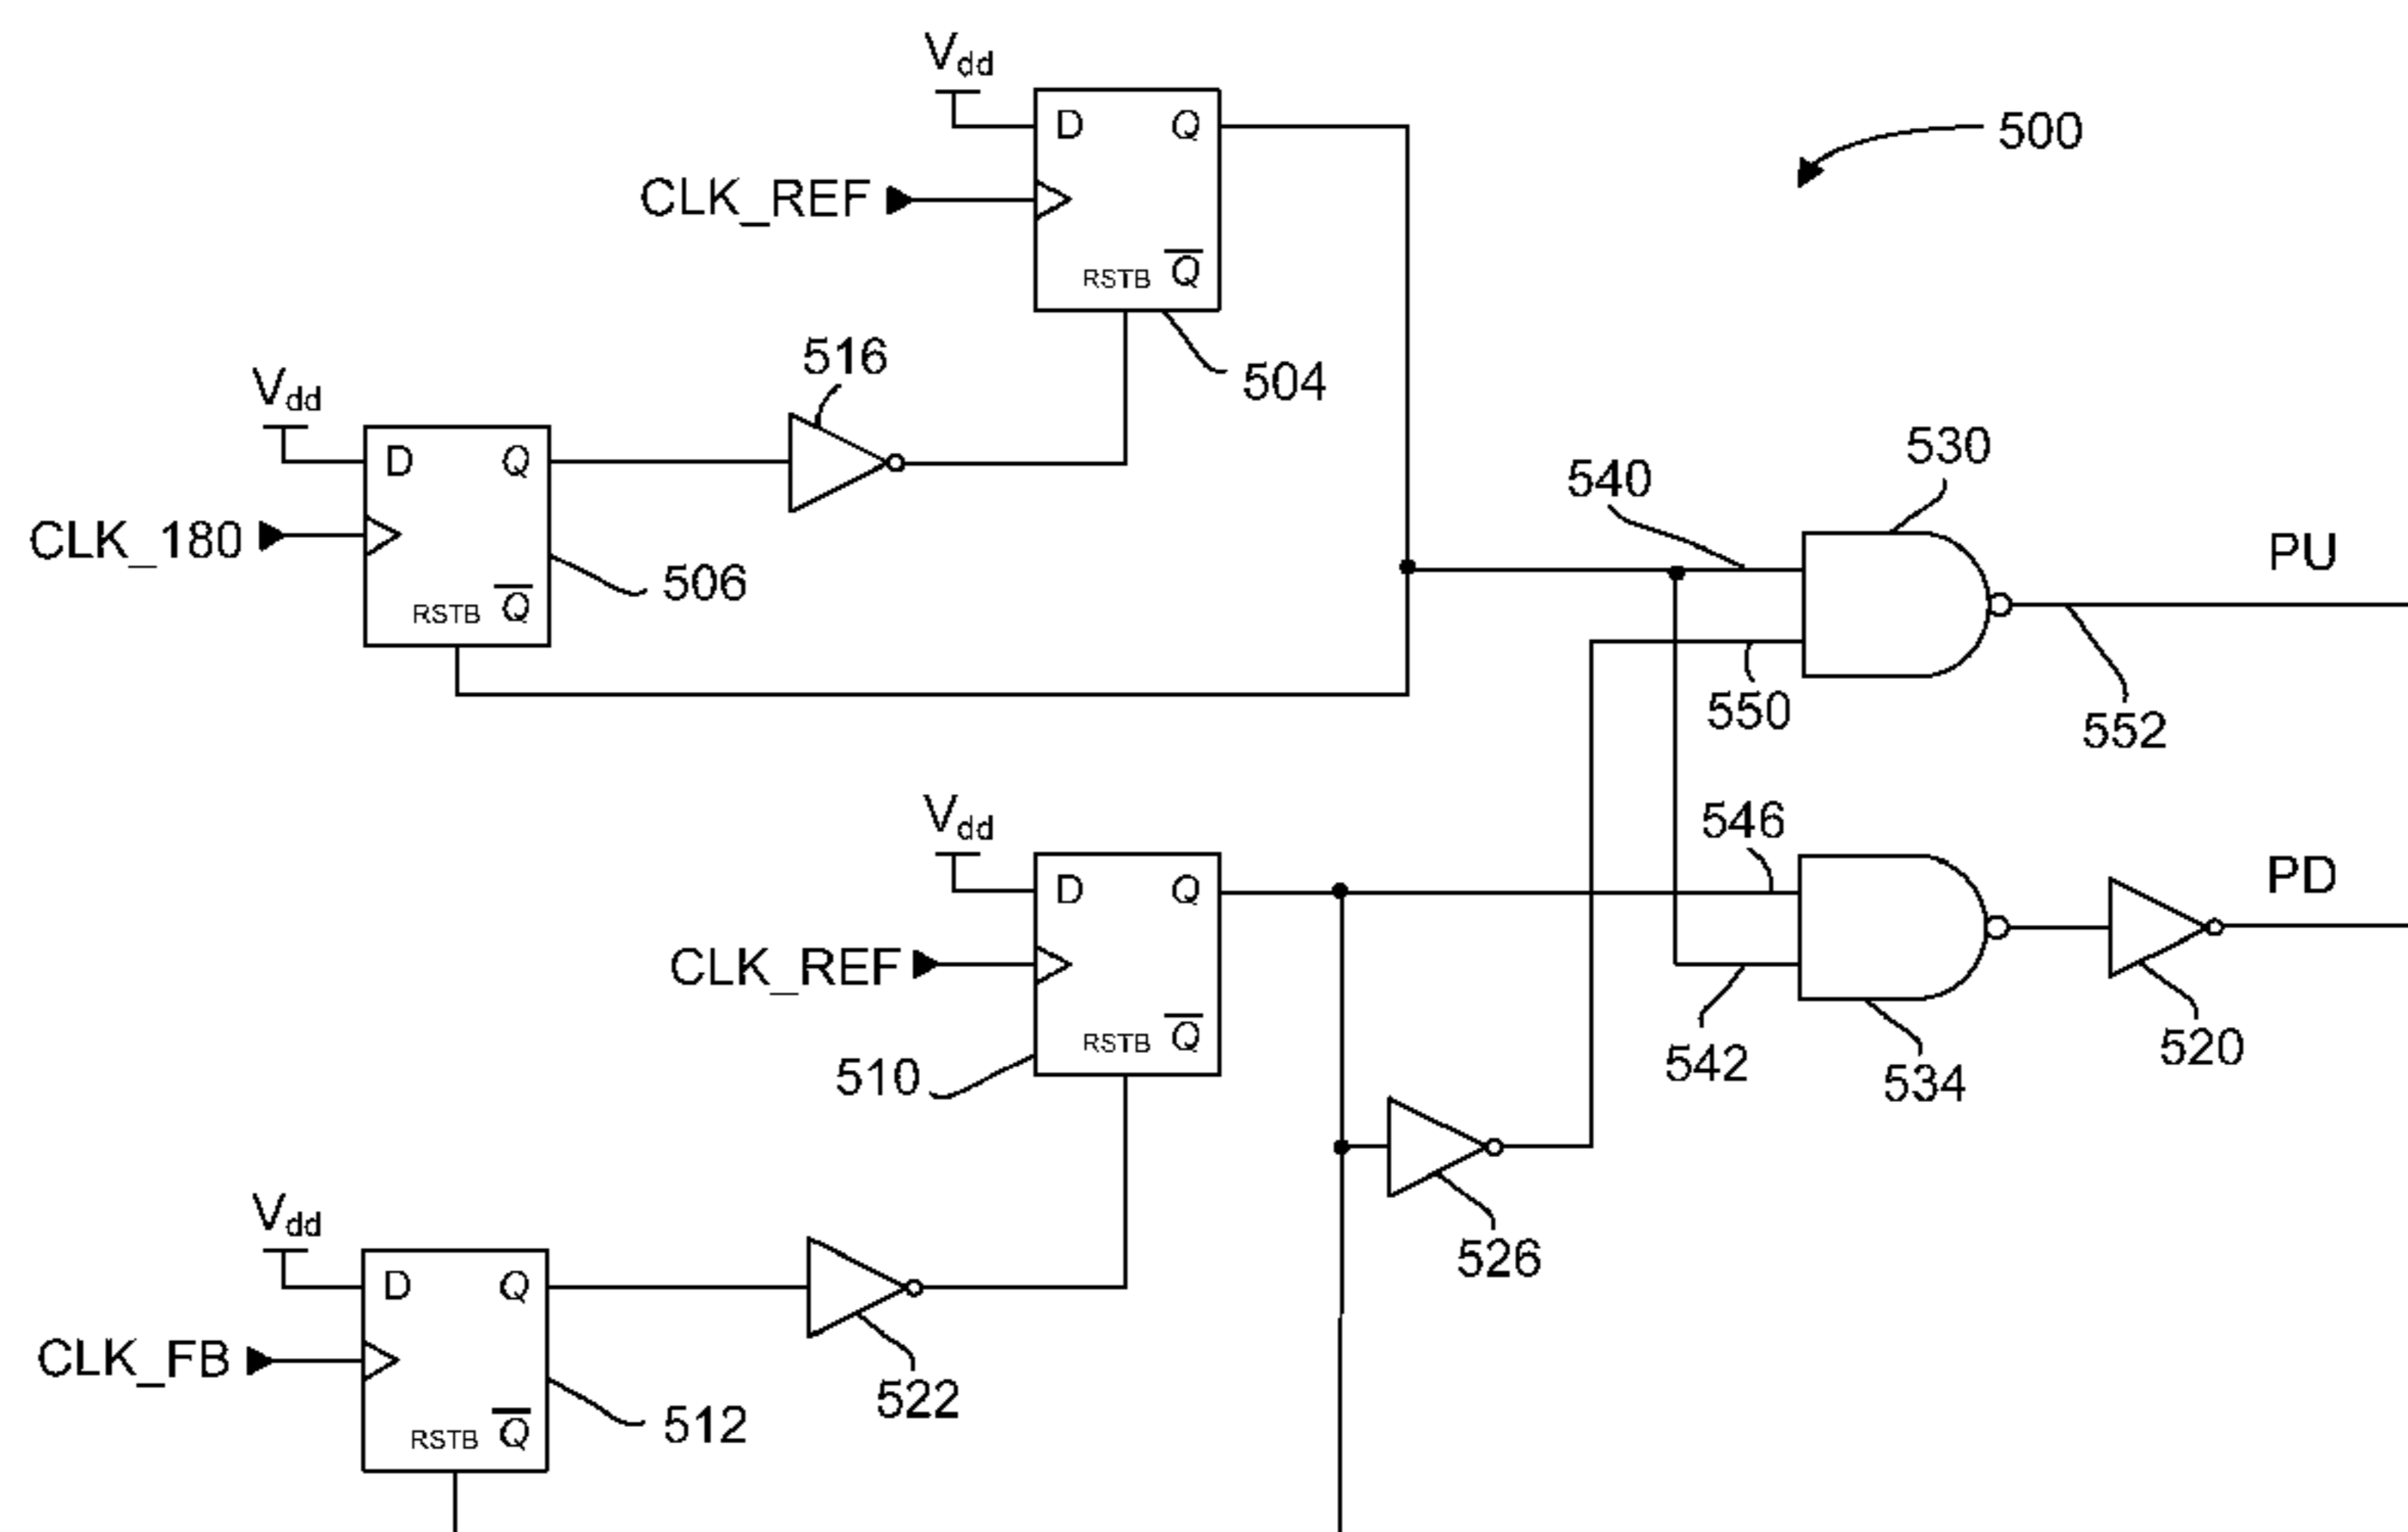 Vdd
D Q
500
CLK_REF
RSTB Q
516
504
Vdd
D Q
530
540
CLK_180
PU
506
RSTB Q
550
552
Vdd
546
D Q
PD
CLK_REF
RSTB Q
510
542
534
520
Vdd
526
D Q
CLK_FB
522
512
RSTB Q